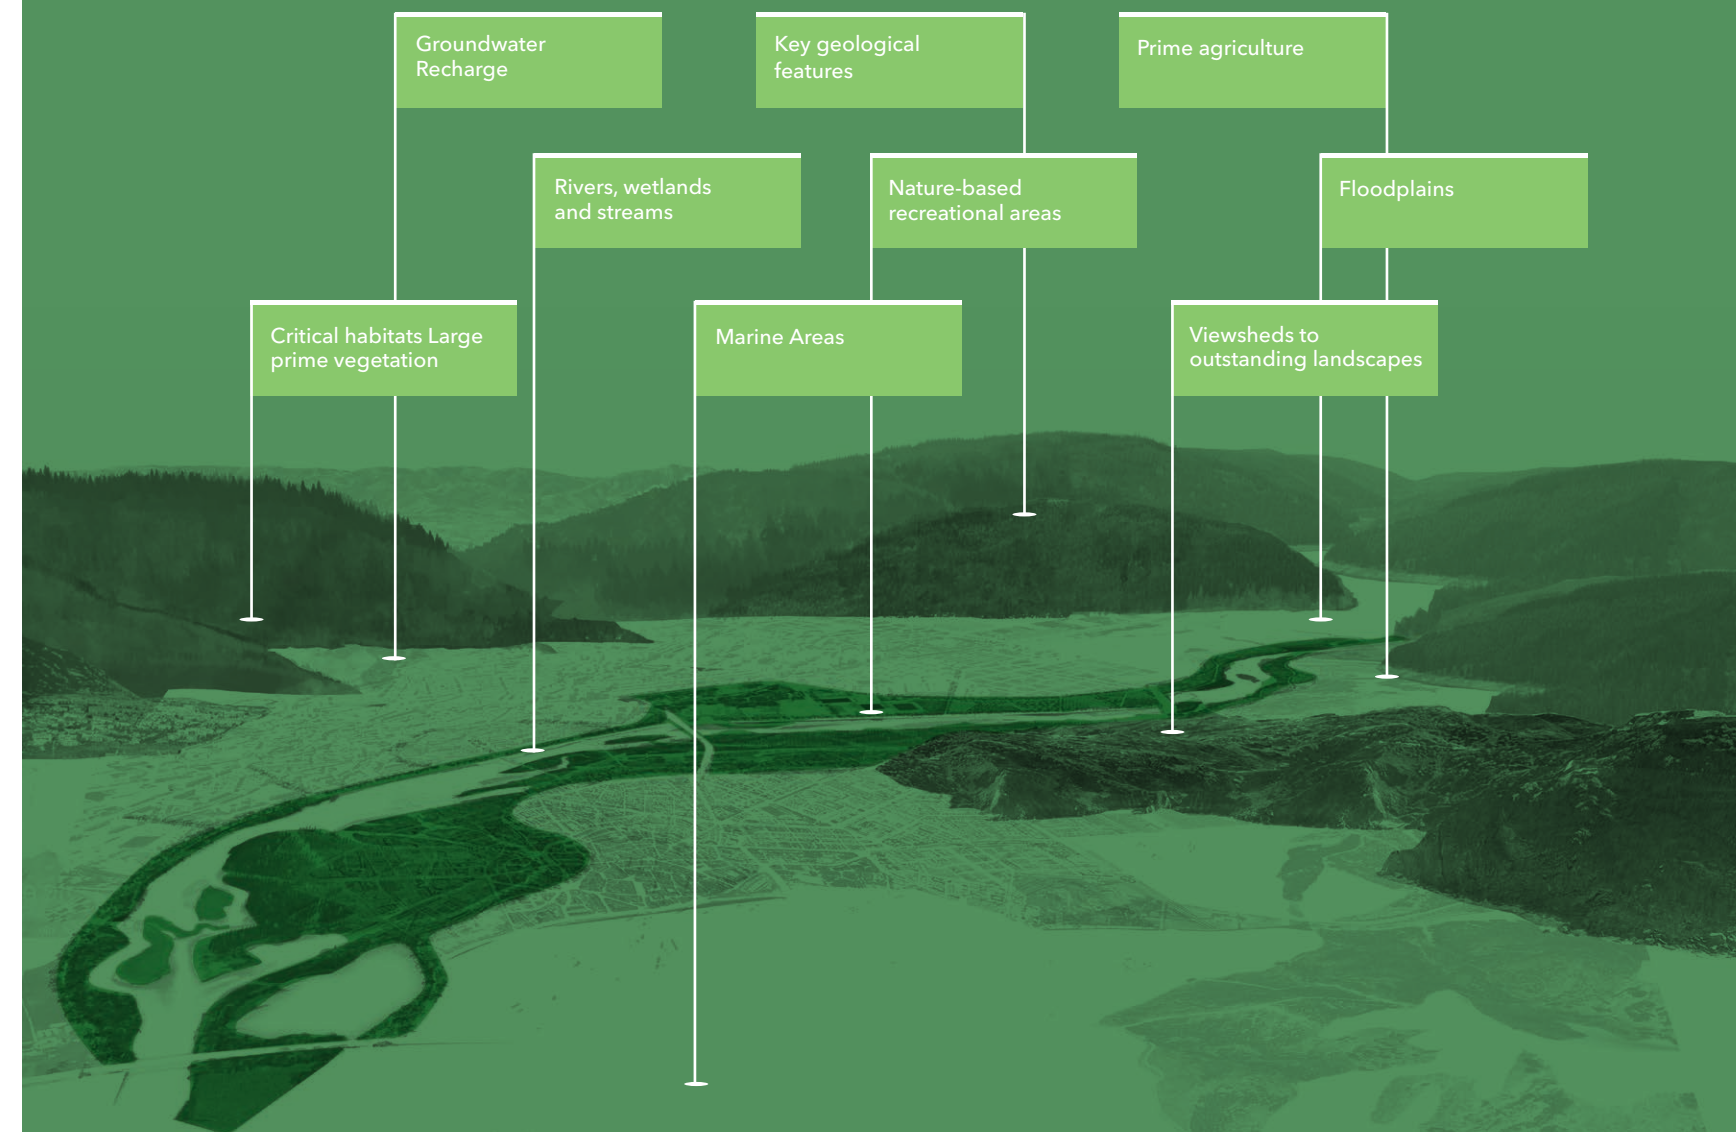 Groundwater
Recharge
Key geological
features
Prime agriculture
Rivers, wetlands
and streams
Nature-based
recreational areas
Floodplains
Critical habitats Large
prime vegetation
Marine Areas
Viewsheds to
outstanding landscapes